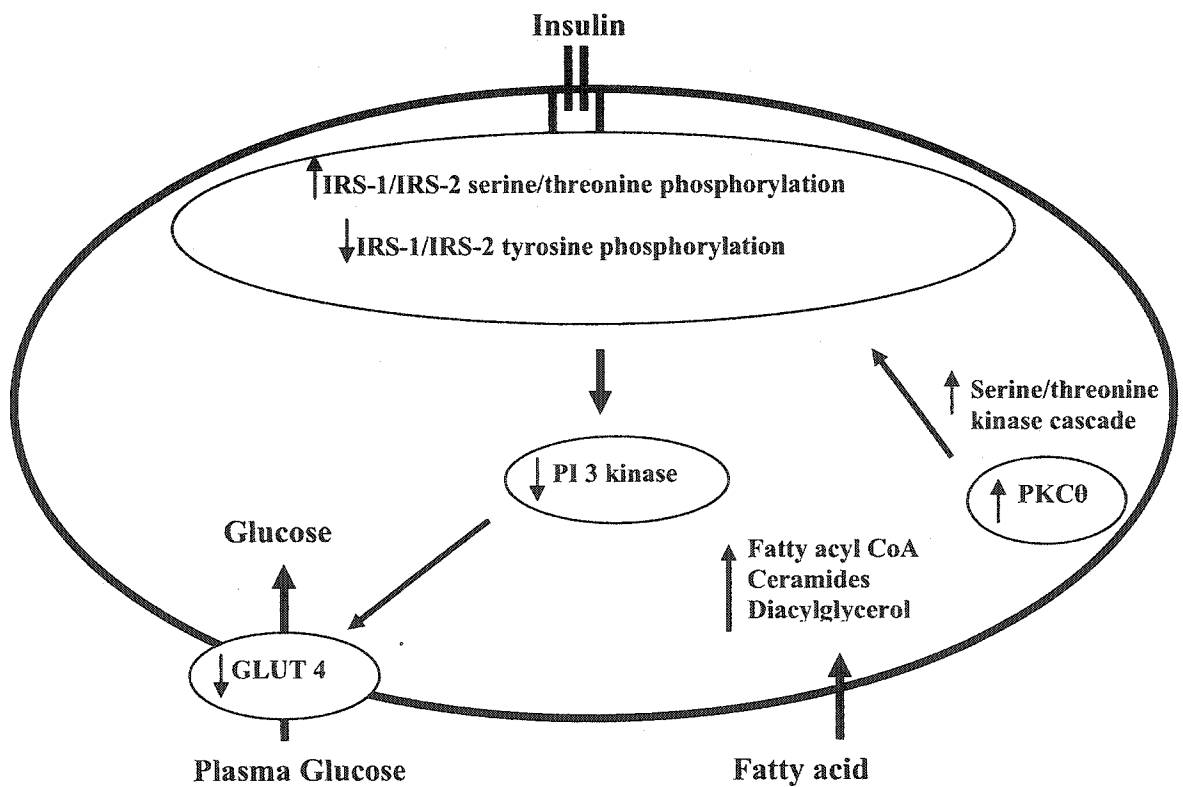 Insulin
IRS-1/IRS-2 serine/threonine phosphorylation
IRS-1/IRS-2 tyrosine phosphorylation
Serine/threonine
kinase cascade
PI 3 kinase
PKCθ
Glucose
Fatty acyl CoA
Ceramides
Diacylglycerol
GLUT 4
Plasma Glucose
Fatty acid